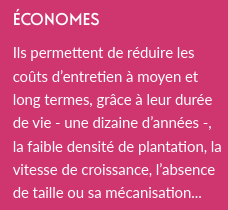 ÉCONOMES
Ils permettent de réduire les
coûts d’entretien à moyen et
long termes, grâce à leur durée
de vie - une dizaine d’années -,
la faible densité de plantation, la
vitesse de croissance, l’absence
de taille ou sa mécanisation...